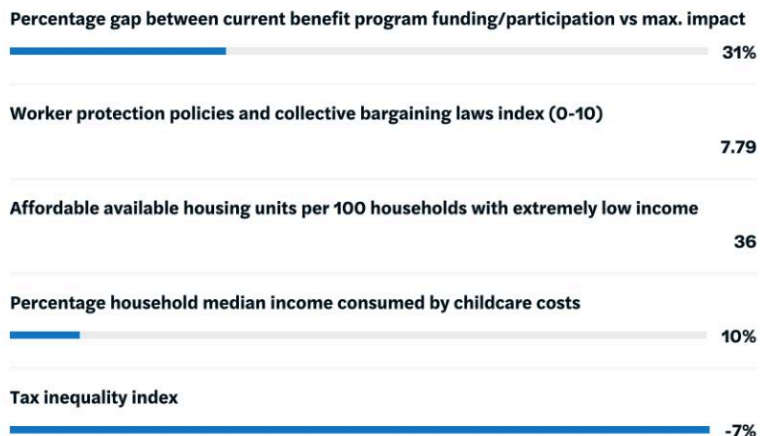 Percentage gap between current benefit program funding/participation vs max. impact
31%
Worker protection policies and collective bargaining laws index (0-10)
7.79
Affordable available housing units per 100 households with extremely low income
36
Percentage household median income consumed by childcare costs
10%
Tax inequality index
-7%